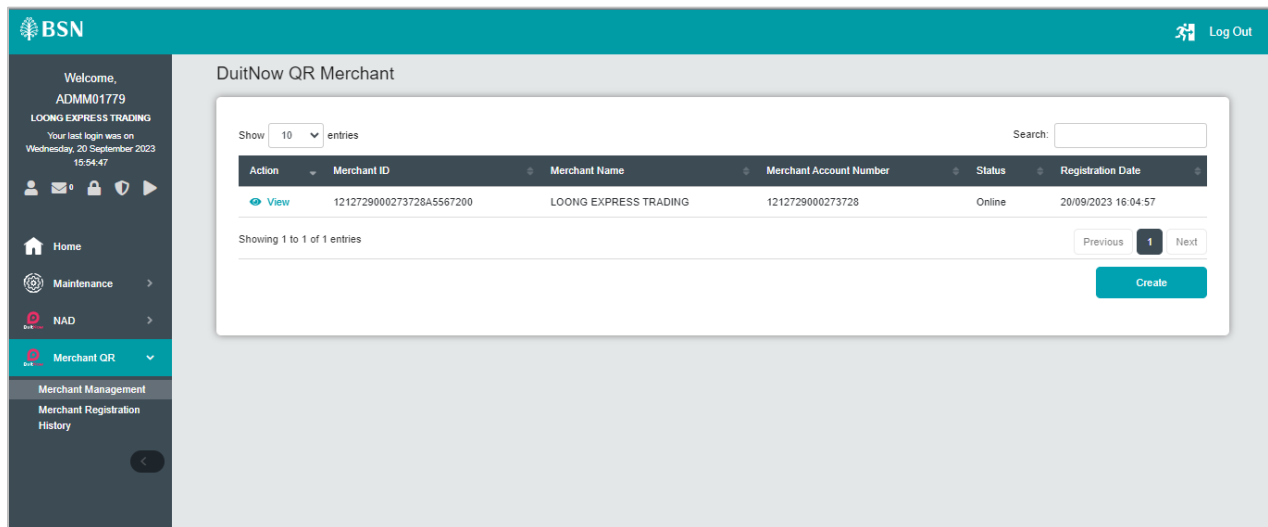 BSN
Log Out
Welcome,
ADMM01779
LOONG EXPRESS TRADING
Your last login was on
Wednesday, 20 September 2023
15:54:47
0
Home
Maintenance
NAD
Merchant QR
Merchant Management
Merchant Registration
History
DuitNow QR Merchant
Show 10 entries Search:
Action Merchant ID Merchant Name Merchant Account Number Status Registration Date
View 1212729000273728A5567200 LOONG EXPRESS TRADING 1212729000273728 Online 20/09/2023 16:04:57
Showing 1 to 1 of 1 entries Previous 1 Next
Create